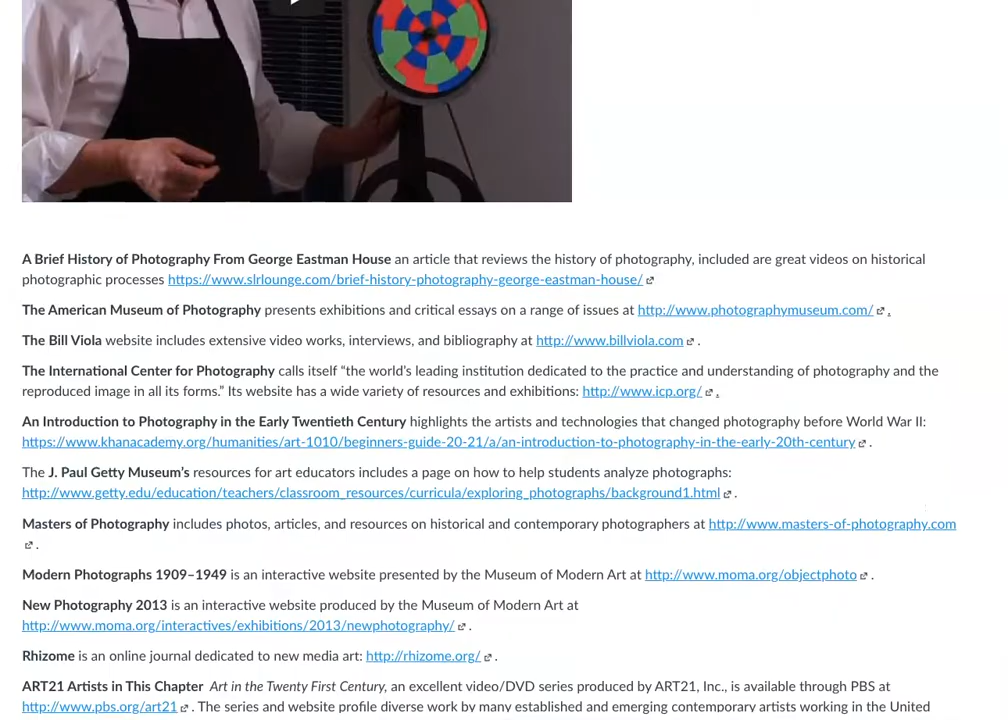 A Brief History of Photography From George Eastman House an article that reviews the history of photography, included are great videos on historical
photographic processes https://www.slrlounge.com/brief-history-photography-george-eastman-house/
The American Museum of Photography presents exhibitions and critical essays on a range of issues at http://www.photographymuseum.com/ .
The Bill Viola website includes extensive video works, interviews, and bibliography at http://www.billviola.com .
The International Center for Photography calls itself “the world’s leading institution dedicated to the practice and understanding of photography and the
reproduced image in all its forms.” Its website has a wide variety of resources and exhibitions: http://www.icp.org/ .
An Introduction to Photography in the Early Twentieth Century highlights the artists and technologies that changed photography before World War II:
https://www.khanacademy.org/humanities/art-1010/beginners-guide-20-21/a/an-introduction-to-photography-in-the-early-20th-century .
The J. Paul Getty Museum’s resources for art educators includes a page on how to help students analyze photographs:
http://www.getty.edu/education/teachers/classroom_resources/curricula/exploring_photographs/background1.html .
Masters of Photography includes photos, articles, and resources on historical and contemporary photographers at http://www.masters-of-photography.com
.
Modern Photographs 1909–1949 is an interactive website presented by the Museum of Modern Art at http://www.moma.org/objectphoto .
New Photography 2013 is an interactive website produced by the Museum of Modern Art at
http://www.moma.org/interactives/exhibitions/2013/newphotography/ .
Rhizome is an online journal dedicated to new media art: http://rhizome.org/ .
ART21 Artists in This Chapter Art in the Twenty First Century, an excellent video/DVD series produced by ART21, Inc., is available through PBS at
http://www.pbs.org/art21 . The series and website profile diverse work by many established and emerging contemporary artists working in the United